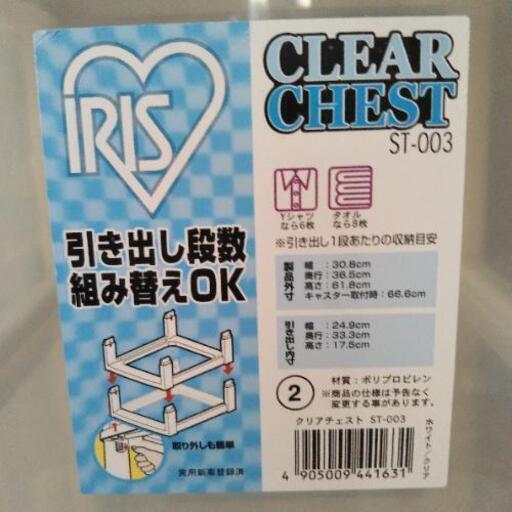 IRIS
引き出し段数
組み替えOK
取り外しも簡単
実用新案登録済
CLEAR
CHEST
ST-003
Yシャツ
なら6枚
タオル
なら8枚
※引き出し1段あたりの収納目安
製品外寸
幅：30.8cm
奥行：36.5cm
高さ：61.8cm
キャスター取付時：66.6cm
引き出し内寸
幅：24.9cm
奥行：33.3cm
高さ：17.5cm
2
材質：ポリプロピレン
※商品の仕様は予告なく
変更する事があります。
クリアチェスト ST-003
4 905009 441631
ホワイト／クリア